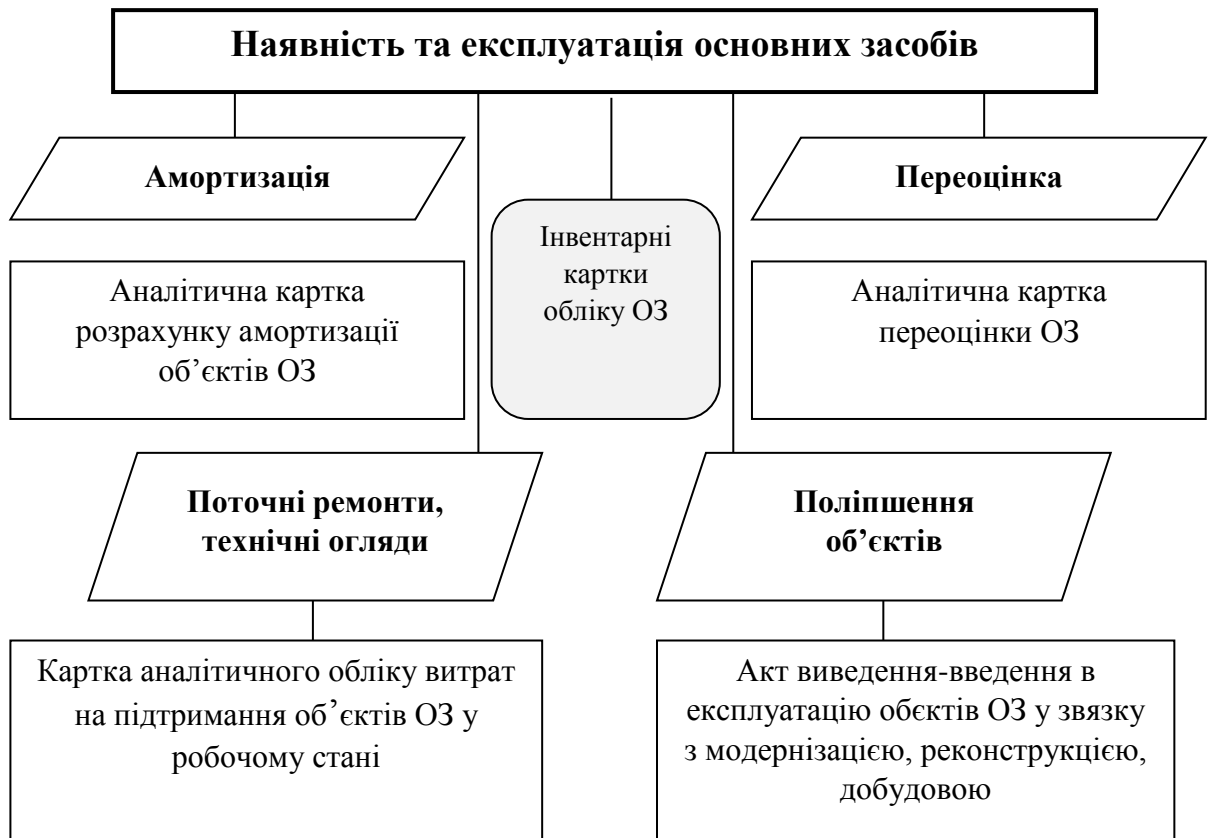 Наявність та експлуатація основних засобів
Амортизація
Переоцінка
Інвентарні
картки
обліку ОЗ
Аналітична картка
розрахунку амортизації
об’єктів ОЗ
Аналітична картка
переоцінки ОЗ
Поточні ремонти,
технічні огляди
Поліпшення
об’єктів
Картка аналітичного обліку витрат
на підтримання об’єктів ОЗ у
робочому стані
Акт виведення-введення в
експлуатацію обєктів ОЗ у звязку
з модернізацією, реконструкцією,
добудовою